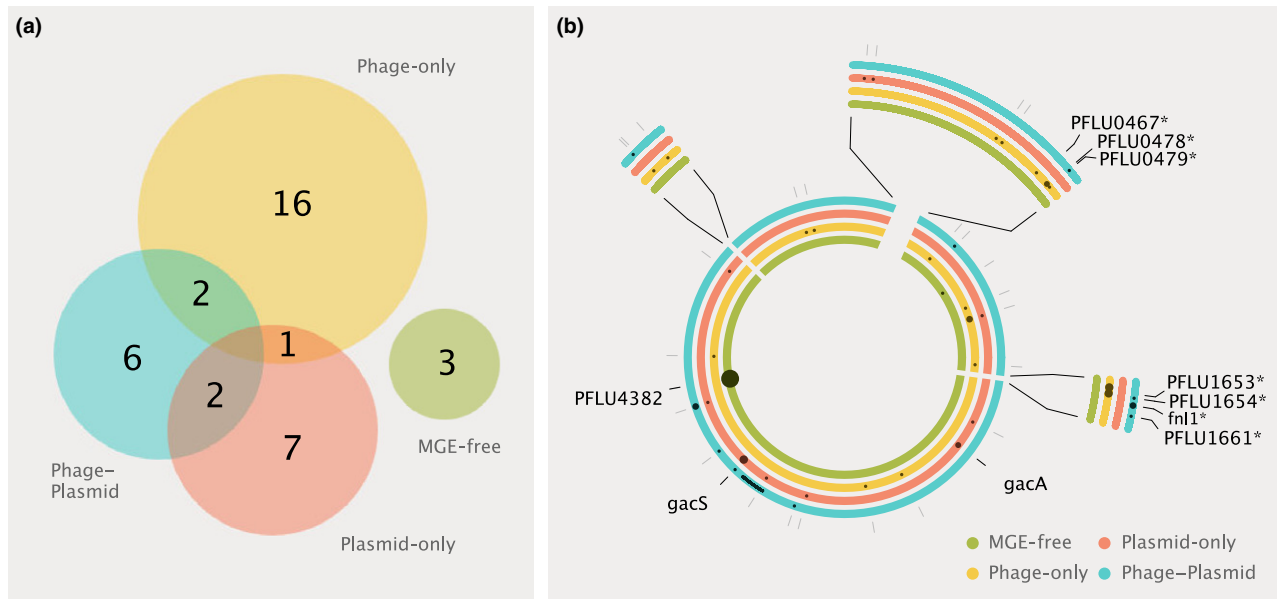 (a)
Phage-only
16
2
6
1
3
2
7
MGE-free
Phage–
Plasmid
Plasmid-only
(b)
PFLU0467*
PFLU0478*
PFLU0479*
PFLU4382
PFLU1653*
PFLU1654*
fnl1*
PFLU1661*
gacA
gacS
MGE-free
Plasmid-only
Phage-only
Phage–Plasmid